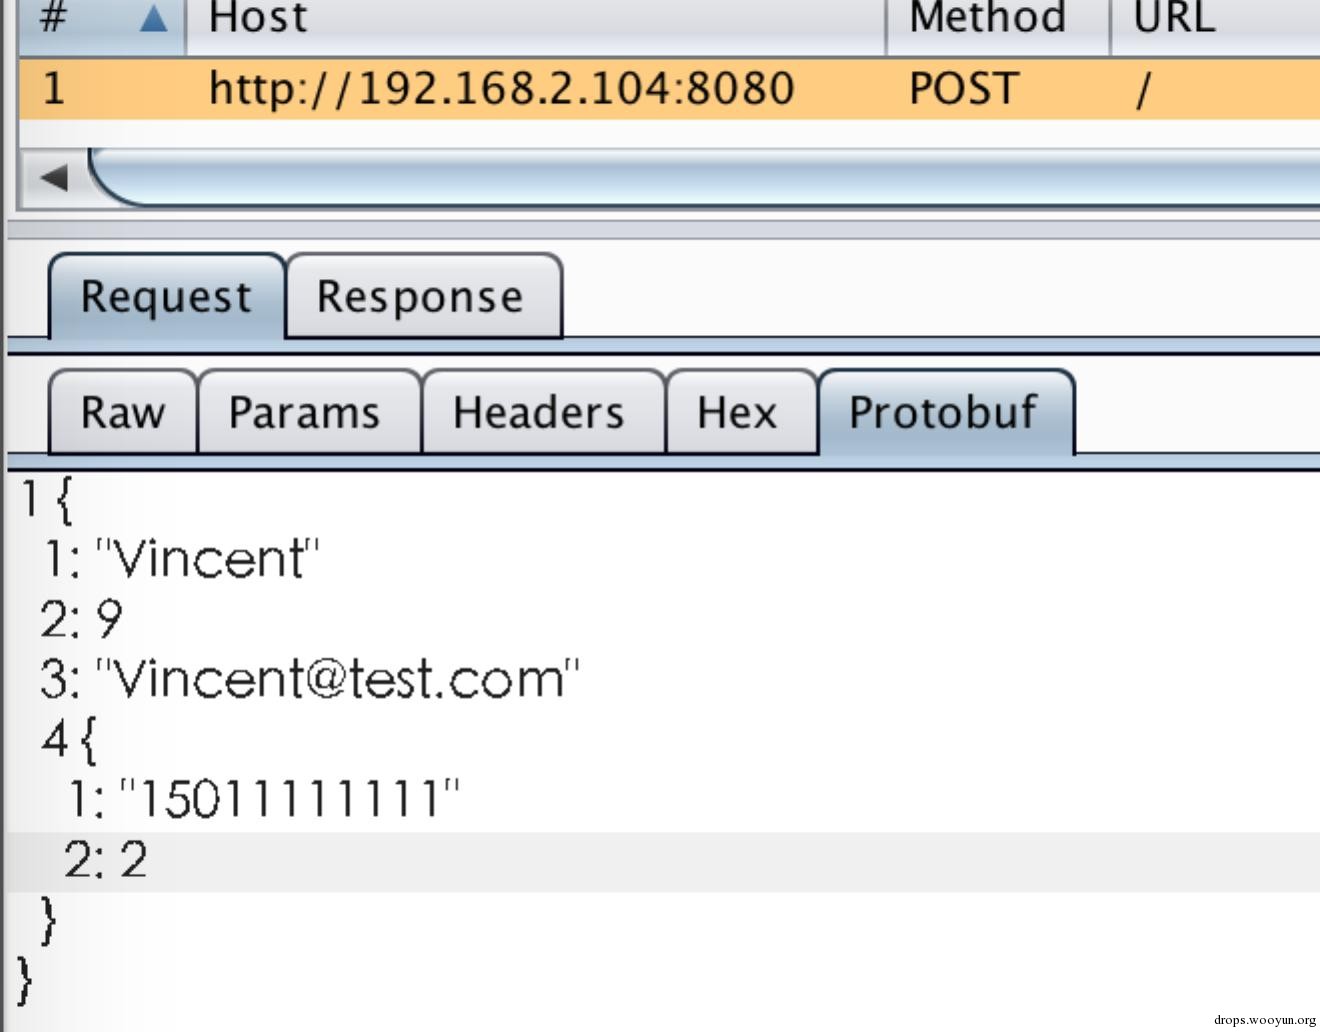 # Host Method URL
1 http://192.168.2.104:8080 POST /
Request Response
Raw Params Headers Hex Protobuf
1 {
1: "Vincent"
2: 9
3: "Vincent@test.com"
4 {
1: "15011111111"
2: 2
}
}
drops.wooyun.org